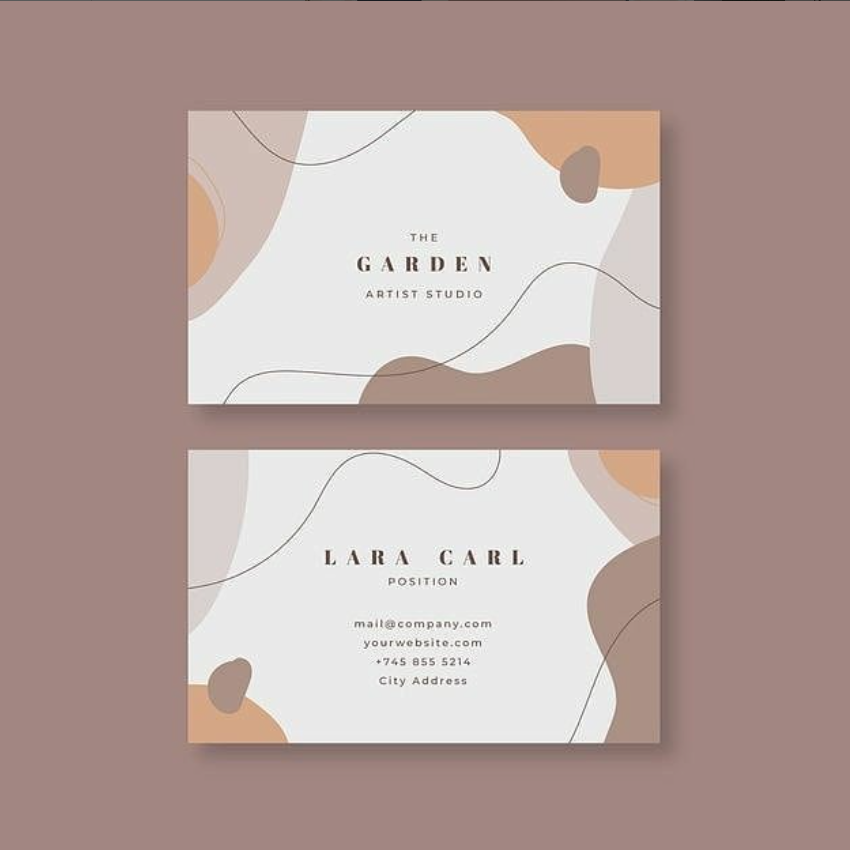 THE
GARDEN
ARTIST STUDIO
LARA CARL
POSITION
mail@company.com
yourwebsite.com
+745 855 5214
City Address